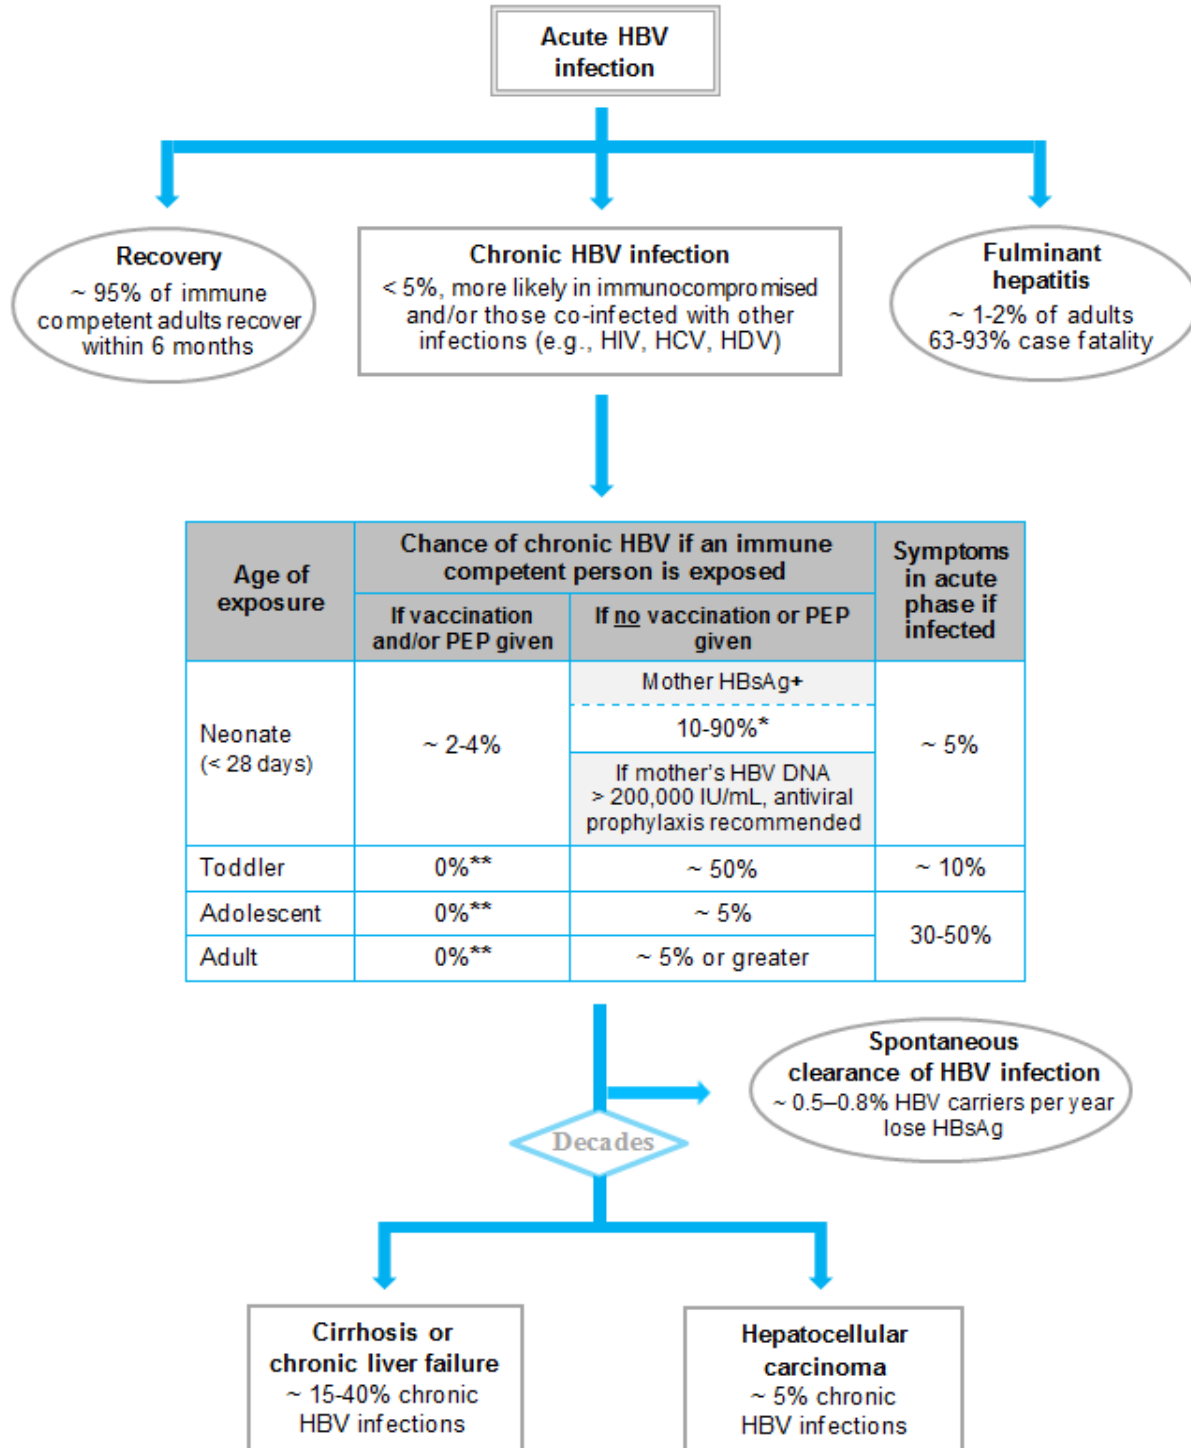 Acute HBV
infection
Recovery
~ 95% of immune
competent adults recover
within 6 months
Chronic HBV infection
< 5%, more likely in immunocompromised
and/or those co-infected with other
infections (e.g., HIV, HCV, HDV)
Fulminant
hepatitis
~ 1-2% of adults
63-93% case fatality
Age of
exposure
Chance of chronic HBV if an immune
competent person is exposed
Symptoms
in acute
phase if
infected
If vaccination
and/or PEP given
If no vaccination or PEP
given
Neonate
(< 28 days)
~ 2-4%
Mother HBsAg+
10-90%*
If mother's HBV DNA
> 200,000 IU/mL, antiviral
prophylaxis recommended
~ 5%
Toddler
0%**
~ 50%
~ 10%
Adolescent
0%**
~ 5%
30-50%
Adult
0%**
~ 5% or greater
Spontaneous
clearance of HBV infection
~ 0.5–0.8% HBV carriers per year
lose HBsAg
Decades
Cirrhosis or
chronic liver failure
~ 15-40% chronic
HBV infections
Hepatocellular
carcinoma
~ 5% chronic
HBV infections